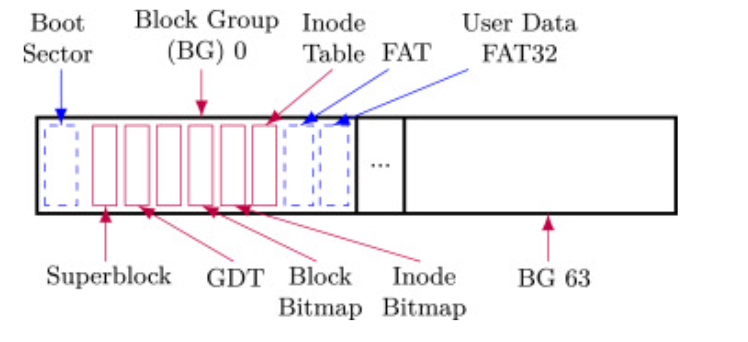 Boot
Sector
Block Group
(BG) 0
Inode
Table
FAT
User Data
FAT32
...
Superblock
GDT
Block
Bitmap
Inode
Bitmap
BG 63